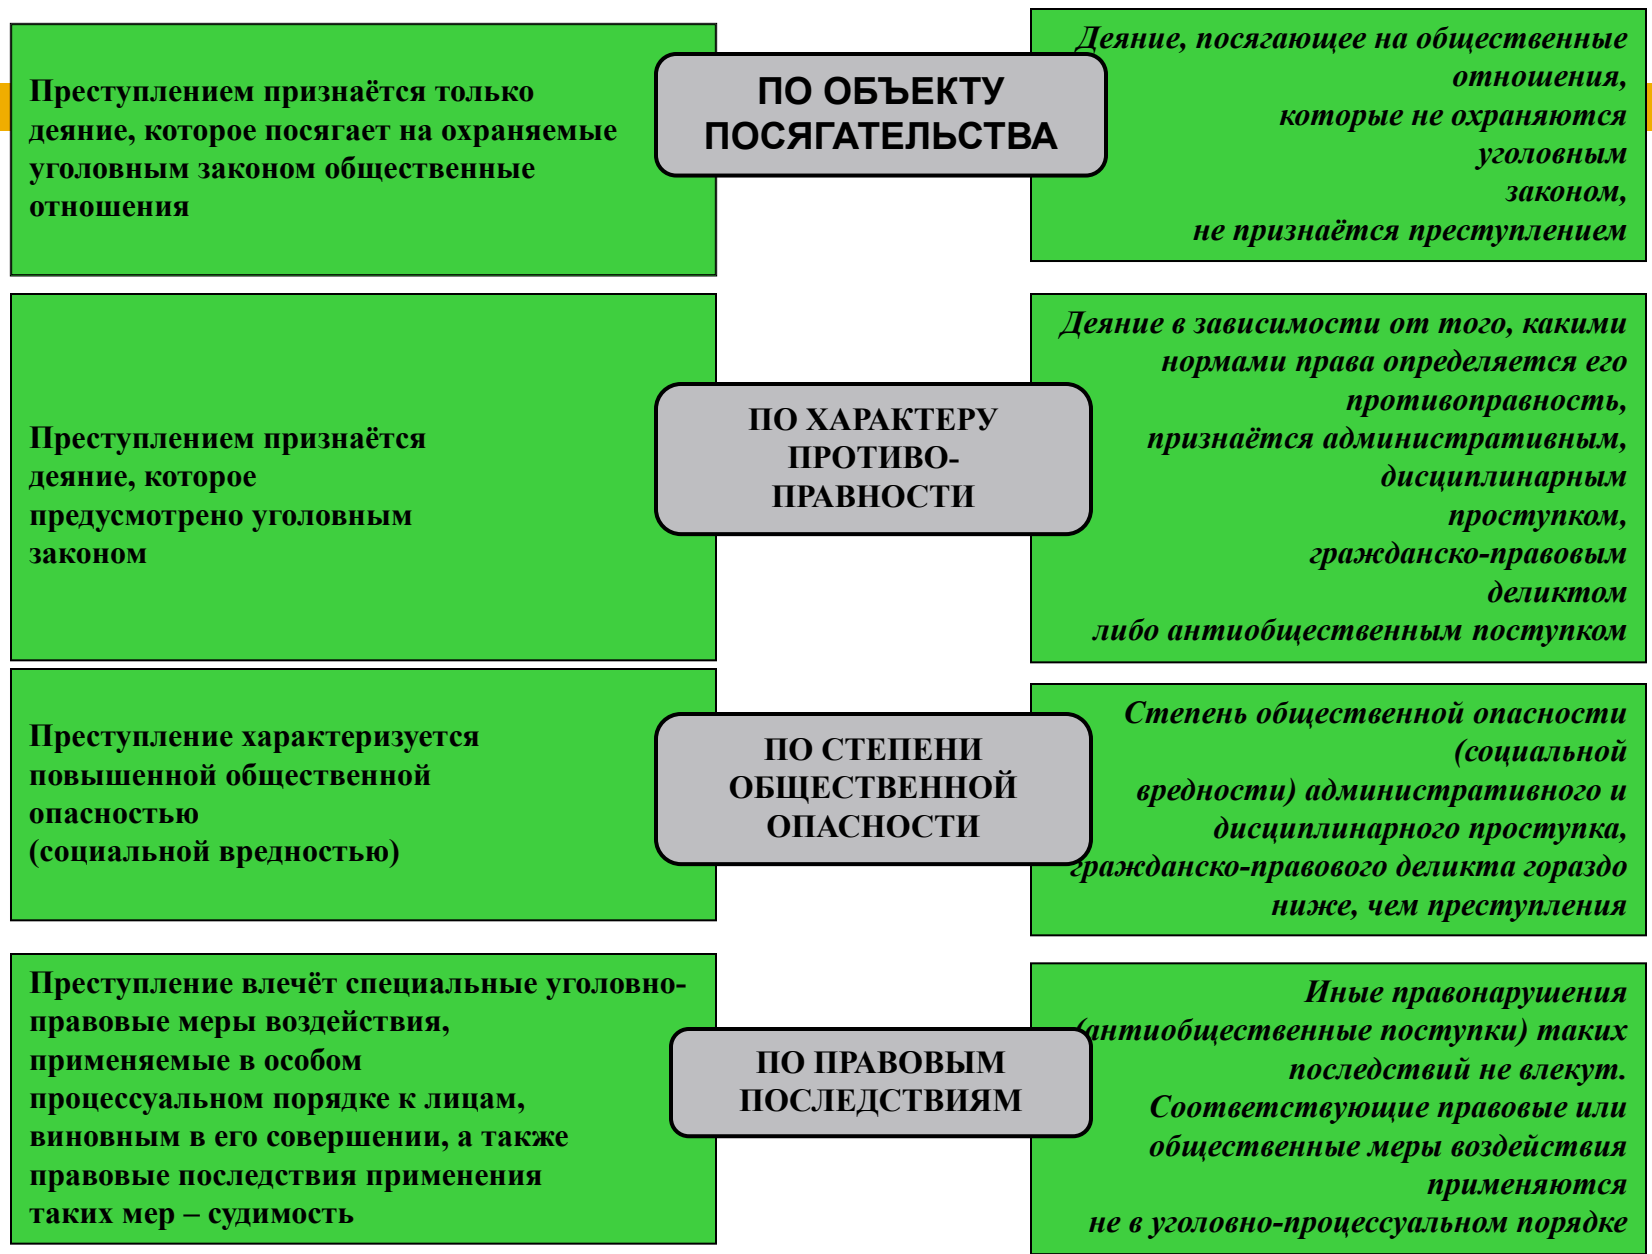 Преступлением признаётся только
деяние, которое посягает на охраняемые
уголовным законом общественные
отношения
ПО ОБЪЕКТУ
ПОСЯГАТЕЛЬСТВА
Деяние, посягающее на общественные
отношения,
которые не охраняются
уголовным
законом,
не признаётся преступлением
Преступлением признаётся
деяние, которое
предусмотрено уголовным
законом
ПО ХАРАКТЕРУ
ПРОТИВО-
ПРАВНОСТИ
Деяние в зависимости от того, какими
нормами права определяется его
противоправность,
признаётся административным,
дисциплинарным
проступком,
гражданско-правовым
деликтом
либо антиобщественным поступком
Преступление характеризуется
повышенной общественной
опасностью
(социальной вредностью)
ПО СТЕПЕНИ
ОБЩЕСТВЕННОЙ
ОПАСНОСТИ
Степень общественной опасности
(социальной
вредности) административного и
дисциплинарного проступка,
гражданско-правового деликта гораздо
ниже, чем преступления
Преступление влечёт специальные уголовно-
правовые меры воздействия,
применяемые в особом
процессуальном порядке к лицам,
виновным в его совершении, а также
правовые последствия применения
таких мер – судимость
ПО ПРАВОВЫМ
ПОСЛЕДСТВИЯМ
Иные правонарушения
(антиобщественные поступки) таких
последствий не влекут.
Соответствующие правовые или
общественные меры воздействия
применяются
не в уголовно-процессуальном порядке